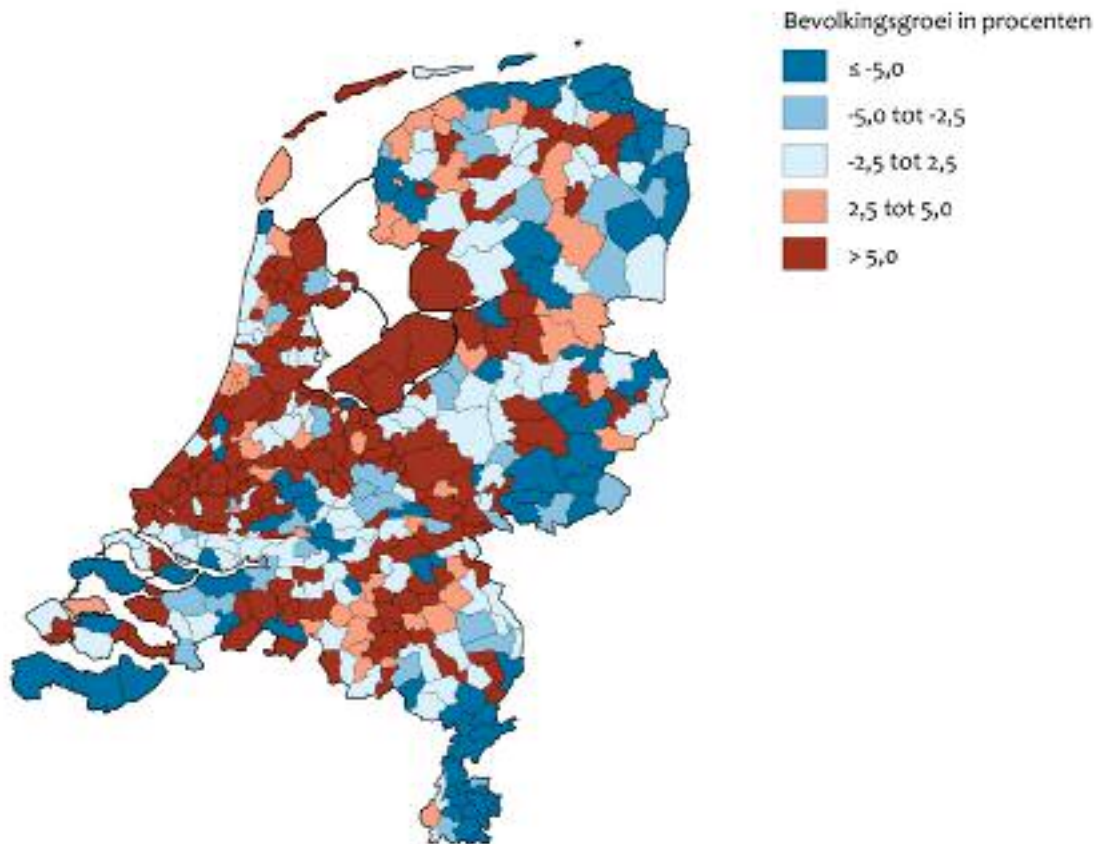 Bevolkingsgroei in procenten
≤ -5,0
-5,0 tot -2,5
-2,5 tot 2,5
2,5 tot 5,0
> 5,0